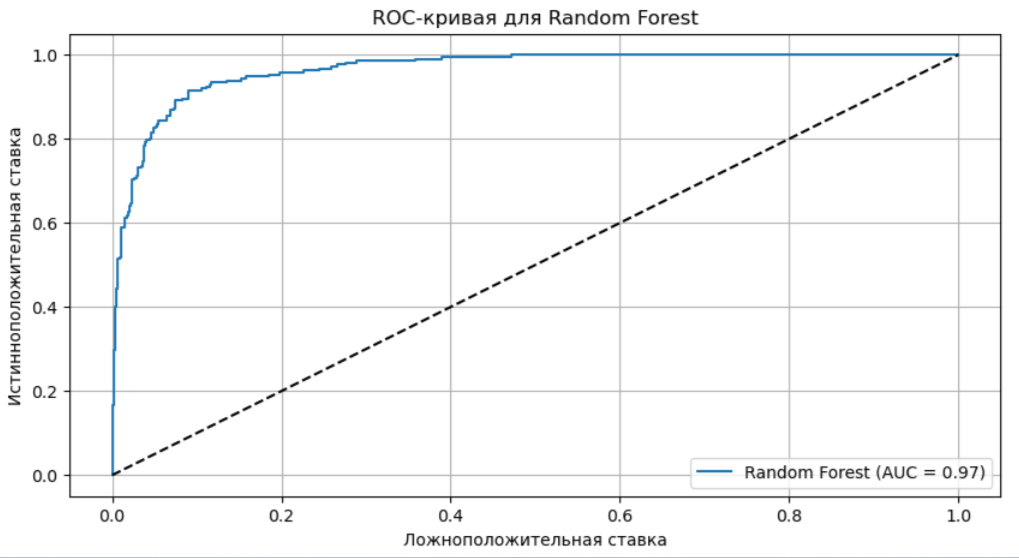 ROC-кривая для Random Forest
1.0
0.8
0.6
0.4
0.2
0.0
Истинноположительная ставка
Random Forest (AUC = 0.97)
0.0 0.2 0.4 0.6 0.8 1.0
Ложноположительная ставка